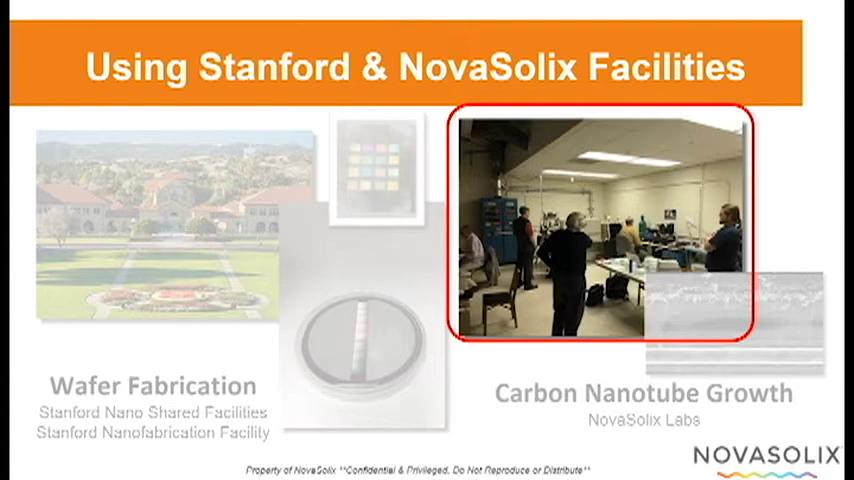 Using Stanford & NovaSolix Facilities
Wafer Fabrication
Stanford Nano Shared Facilities
Stanford Nanofabrication Facility
Carbon Nanotube Growth
NovaSolix Labs
Property of NovaSolix **Confidential & Privileged, Do Not Reproduce or Distribute**
NOVASOLIX